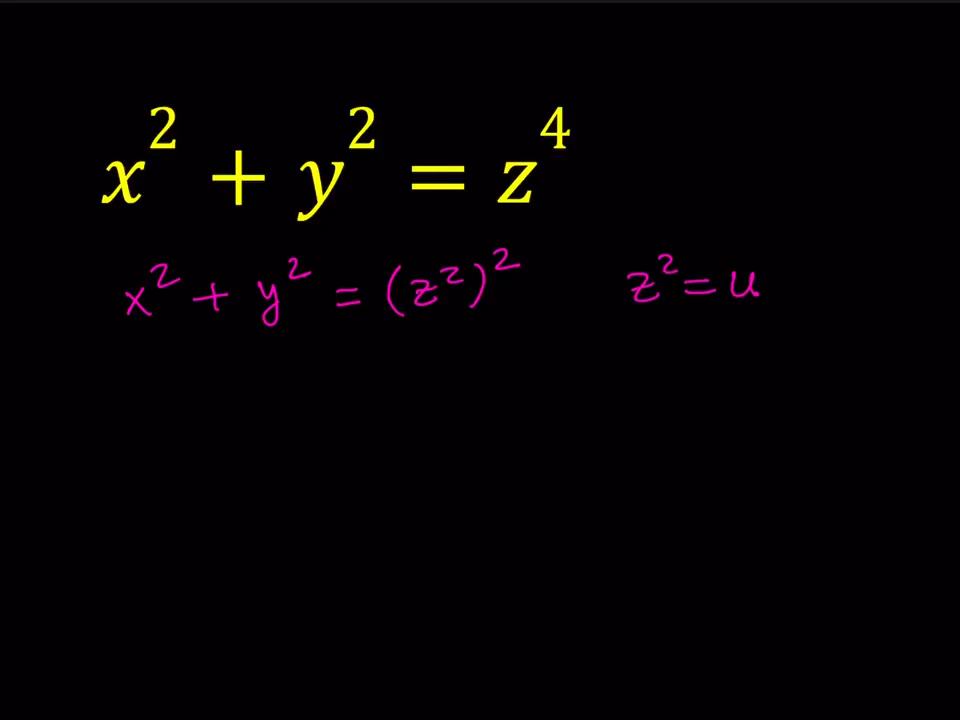 x² + y² = z⁴
x² + y² = (z²)² z² = u